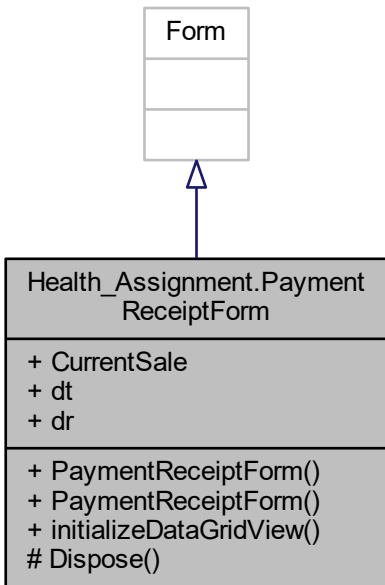 Form
Health_Assignment.Payment
ReceiptForm
+ CurrentSale
+ dt
+ dr
+ PaymentReceiptForm()
+ PaymentReceiptForm()
+ initializeDataGridView()
# Dispose()